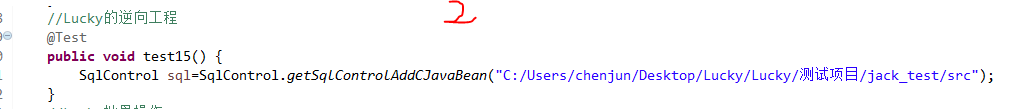 2
//Lucky的逆向工程
@Test
public void test15() {
SqlControl sql=SqlControl.getSqlControlAddCJavaBean("C:/Users/chenjun/Desktop/Lucky/Lucky/测试项目/jack_test/src");
}